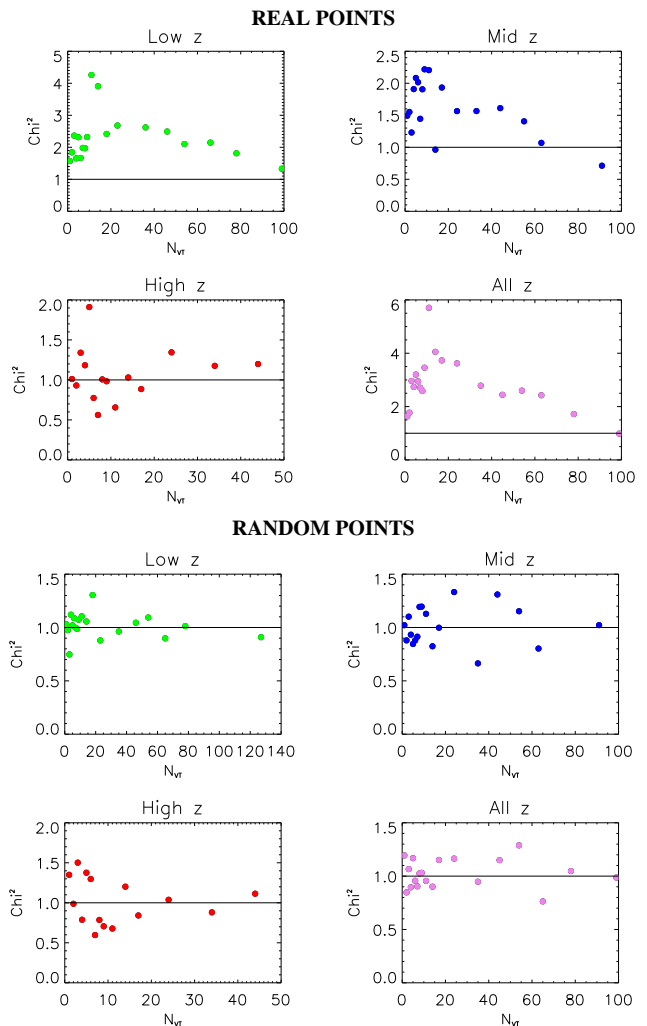 REAL POINTS
Low z
Mid z
5
4
3
2
1
0
Chi²
0 20 40 60 80 100
N_VT
2.5
2.0
1.5
1.0
0.5
0.0
Chi²
0 20 40 60 80 100
N_VT
High z
All z
2.0
1.5
1.0
0.5
0.0
Chi²
0 10 20 30 40 50
N_VT
6
4
2
0
Chi²
0 20 40 60 80 100
N_VT
RANDOM POINTS
Low z
Mid z
1.5
1.0
0.5
0.0
Chi²
0 20 40 60 80 100 120 140
N_VT
1.5
1.0
0.5
0.0
Chi²
0 20 40 60 80 100
N_VT
High z
All z
2.0
1.5
1.0
0.5
0.0
Chi²
0 10 20 30 40 50
N_VT
1.5
1.0
0.5
0.0
Chi²
0 20 40 60 80 100
N_VT